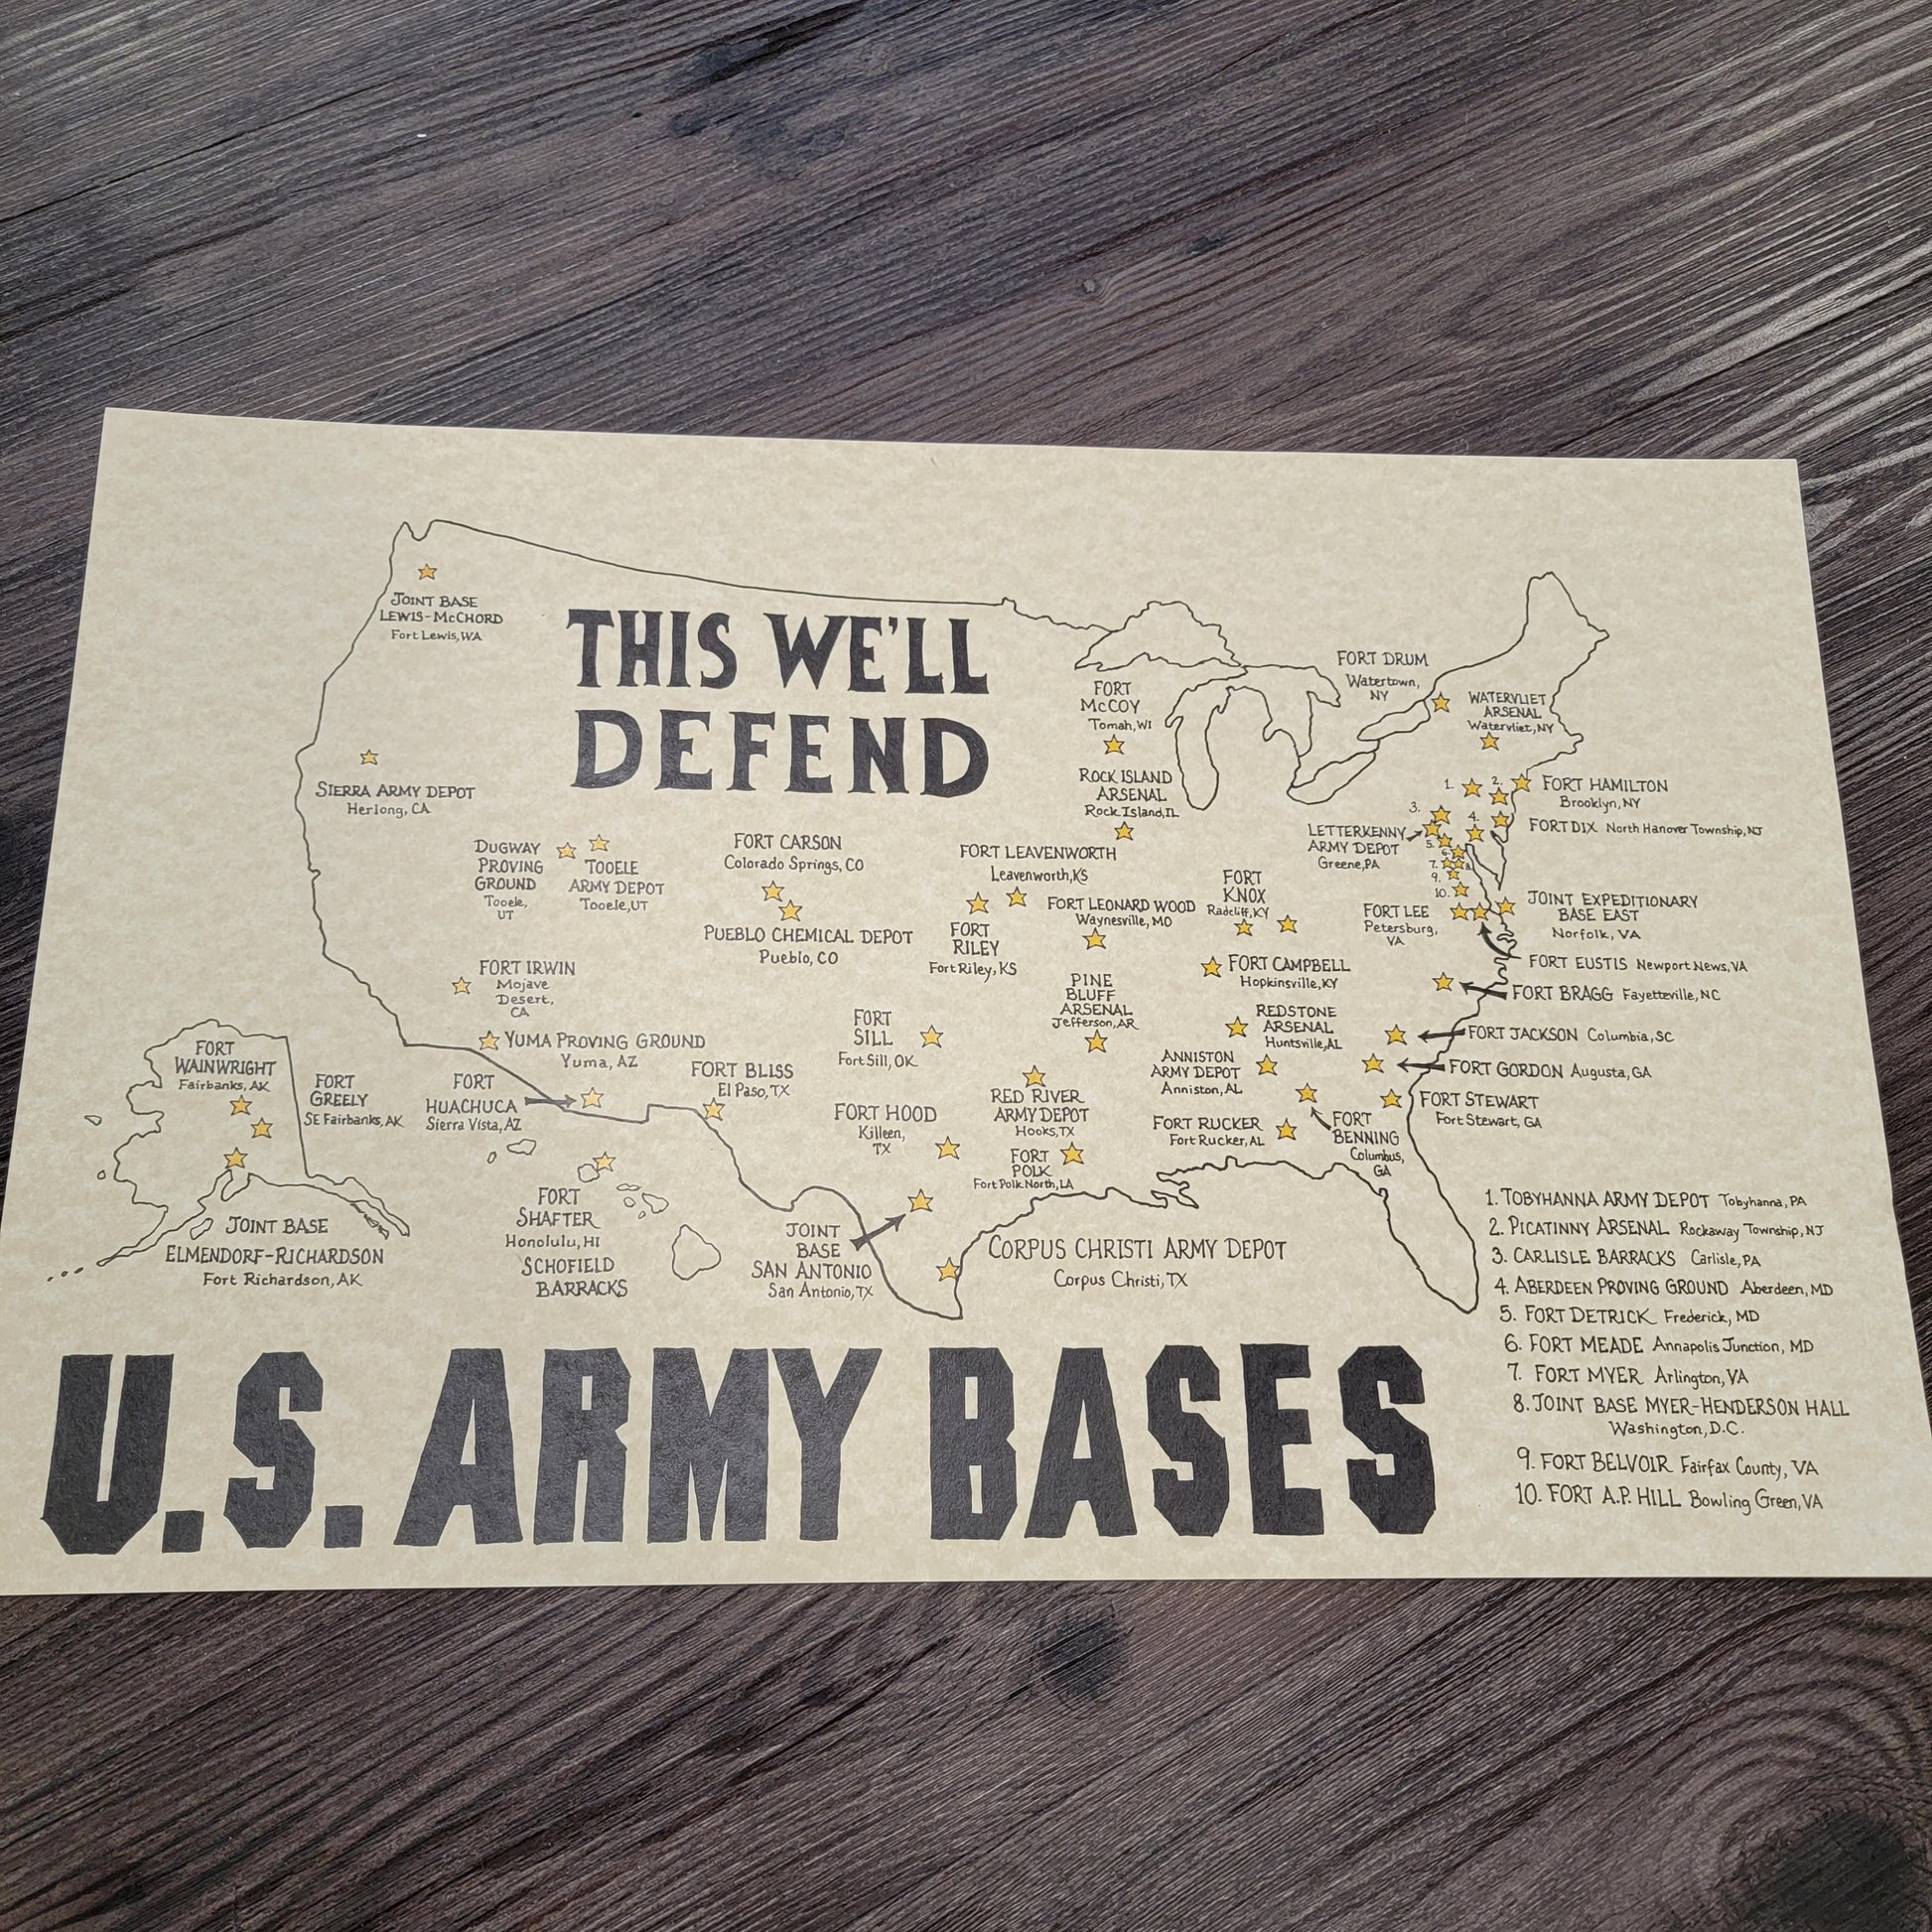 THIS WE'LL
DEFEND
JOINT BASE
LEWIS-McCHORD
Fort Lewis, WA
SIERRA ARMY DEPOT
Herlong, CA
DUGWAY
PROVING
GROUND
Tooele,
UT
TOOELE
ARMY DEPOT
Tooele, UT
FORT CARSON
Colorado Springs, CO
PUEBLO CHEMICAL DEPOT
Pueblo, CO
FORT IRWIN
Mojave
Desert,
CA
YUMA PROVING GROUND
Yuma, AZ
FORT
HUACHUCA
Sierra Vista, AZ
FORT BLISS
El Paso, TX
FORT
McCOY
Tomah, WI
ROCK ISLAND
ARSENAL
Rock Island, IL
FORT LEAVENWORTH
Leavenworth, KS
FORT
RILEY
Fort Riley, KS
FORT LEONARD WOOD
Waynesville, MO
FORT
KNOX
Radcliff, KY
FORT CAMPBELL
Hopkinsville, KY
PINE
BLUFF
ARSENAL
Jefferson, AR
FORT
SILL
Fort Sill, OK
REDSTONE
ARSENAL
Huntsville, AL
ANNISTON
ARMY DEPOT
Anniston, AL
RED RIVER
ARMY DEPOT
Hooks, TX
FORT HOOD
Killeen,
TX
FORT
POLK
Fort Polk North, LA
FORT RUCKER
Fort Rucker, AL
FORT
BENNING
Columbus,
GA
JOINT
BASE
SAN ANTONIO
San Antonio, TX
CORPUS CHRISTI ARMY DEPOT
Corpus Christi, TX
FORT DRUM
Watertown,
NY
WATERVLIET
ARSENAL
Watervliet, NY
1.
2.
FORT HAMILTON
Brooklyn, NY
3.
4.
FORT DIX North Hanover Township, NJ
LETTERKENNY
ARMY DEPOT
Greene, PA
5.
6.
7.
8.
9.
10.
FORT LEE
Petersburg,
VA
JOINT EXPEDITIONARY
BASE EAST
Norfolk, VA
FORT EUSTIS Newport News, VA
FORT BRAGG Fayetteville, NC
FORT JACKSON Columbia, SC
FORT GORDON Augusta, GA
FORT STEWART
Fort Stewart, GA
FORT
WAINWRIGHT
Fairbanks, AK
FORT
GREELY
SE Fairbanks, AK
JOINT BASE
ELMENDORF-RICHARDSON
Fort Richardson, AK
FORT
SHAFTER
Honolulu, HI
SCHOFIELD
BARRACKS
1. TOBYHANNA ARMY DEPOT Tobyhanna, PA
2. PICATINNY ARSENAL Rockaway Township, NJ
3. CARLISLE BARRACKS Carlisle, PA
4. ABERDEEN PROVING GROUND Aberdeen, MD
5. FORT DETRICK Frederick, MD
6. FORT MEADE Annapolis Junction, MD
7. FORT MYER Arlington, VA
8. JOINT BASE MYER-HENDERSON HALL
Washington, D.C.
9. FORT BELVOIR Fairfax County, VA
10. FORT A.P. HILL Bowling Green, VA
U.S. ARMY BASES